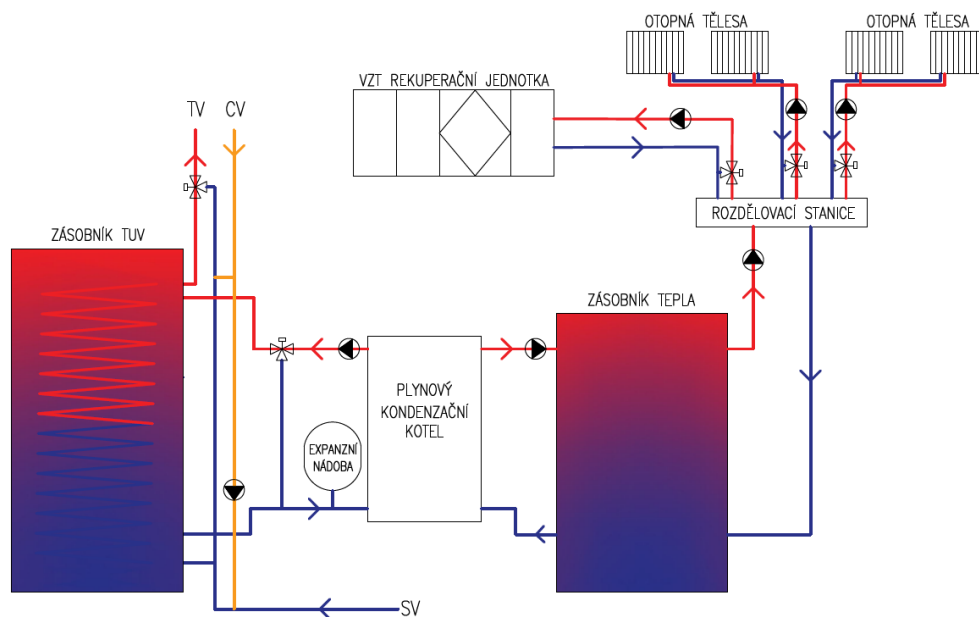 OTOPNÁ TĚLESA
OTOPNÁ TĚLESA
VZT REKUPERAČNÍ JEDNOTKA
TV
CV
ROZDĚLOVACÍ STANICE
ZÁSOBNÍK TUV
ZÁSOBNÍK TEPLA
PLYNOVÝ
KONDENZAČNÍ
KOTEL
EXPANZNÍ
NÁDOBA
SV